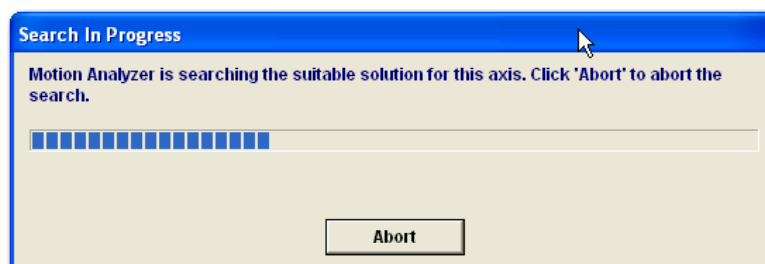 Search In Progress
Motion Analyzer is searching the suitable solution for this axis. Click 'Abort' to abort the
search.
Abort